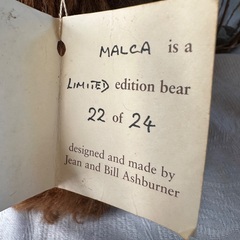 MALCA is a
LIMITED edition bear
22 of 24
designed and made by
Jean and Bill Ashburner